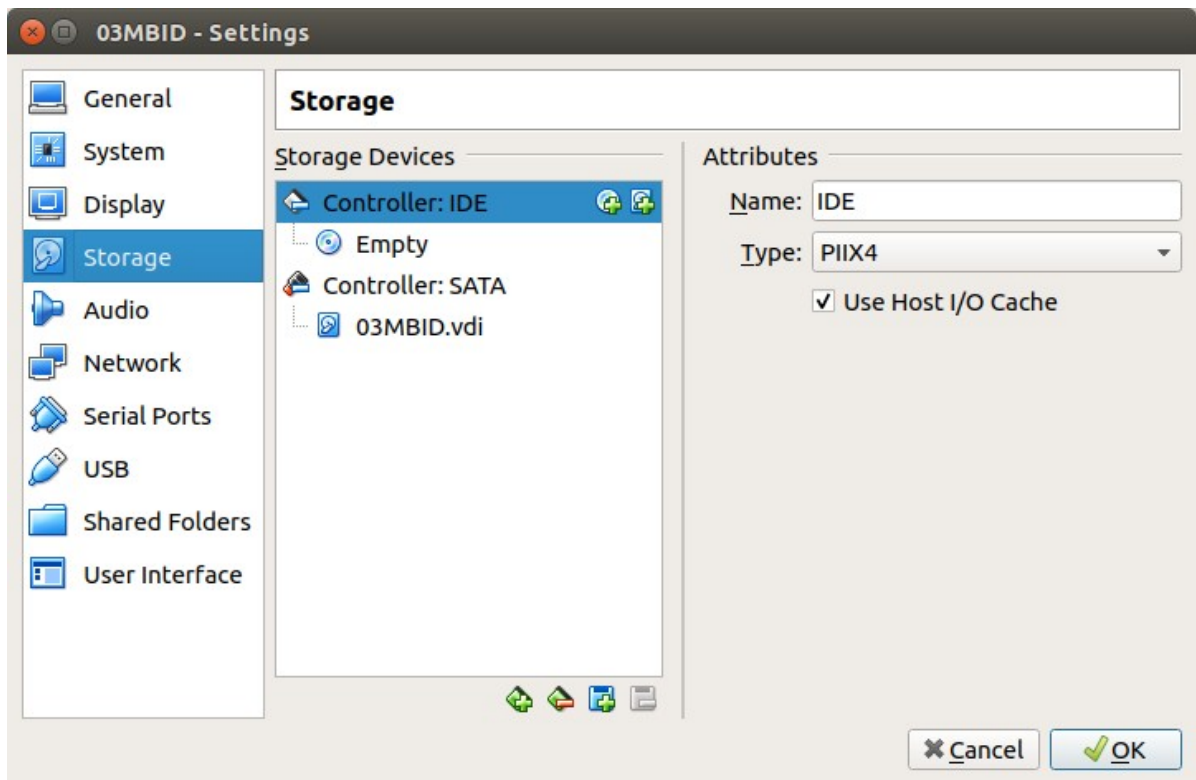 03MBID - Settings
General
System
Display
Storage
Audio
Network
Serial Ports
USB
Shared Folders
User Interface
Storage
Storage Devices
Controller: IDE
Empty
Controller: SATA
03MBID.vdi
Attributes
Name: IDE
Type: PIIX4
Use Host I/O Cache
Cancel
OK